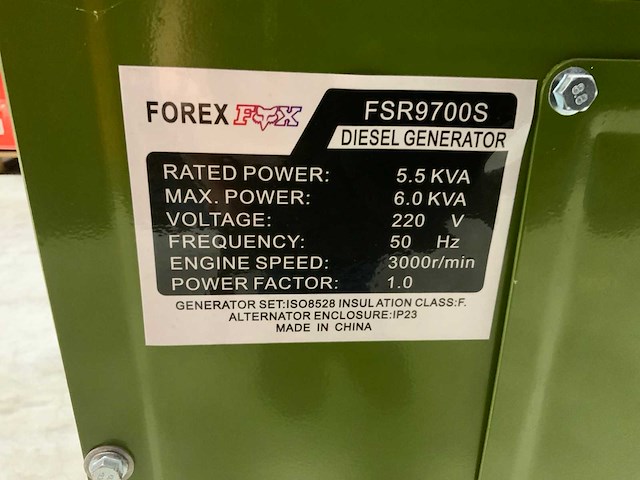 FOREX FOX
FSR9700S
DIESEL GENERATOR
RATED POWER: 5.5 KVA
MAX. POWER: 6.0 KVA
VOLTAGE: 220 V
FREQUENCY: 50 Hz
ENGINE SPEED: 3000r/min
POWER FACTOR: 1.0
GENERATOR SET:ISO8528 INSULATION CLASS:F.
ALTERNATOR ENCLOSURE:IP23
MADE IN CHINA
8.8